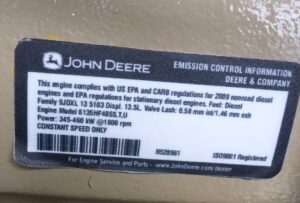 JOHN DEERE
EMISSION CONTROL INFORMATION
DEERE & COMPANY
This engine complies with US EPA and CARB regulations for 2009 nonroad diesel
engines and EPA regulations for stationary diesel engines. Fuel: Diesel
Family 9JDXL 13 5103 Displ. 13.5L. Valve Lash: 0.58 mm int/1.46 mm exh
Engine Model 6135HF485S,T,U
Power: 345-460 kW @1800 rpm
CONSTANT SPEED ONLY
R528961
ISO9001 Registered
For Engine Service and Parts - www.JohnDeere.com/dealer